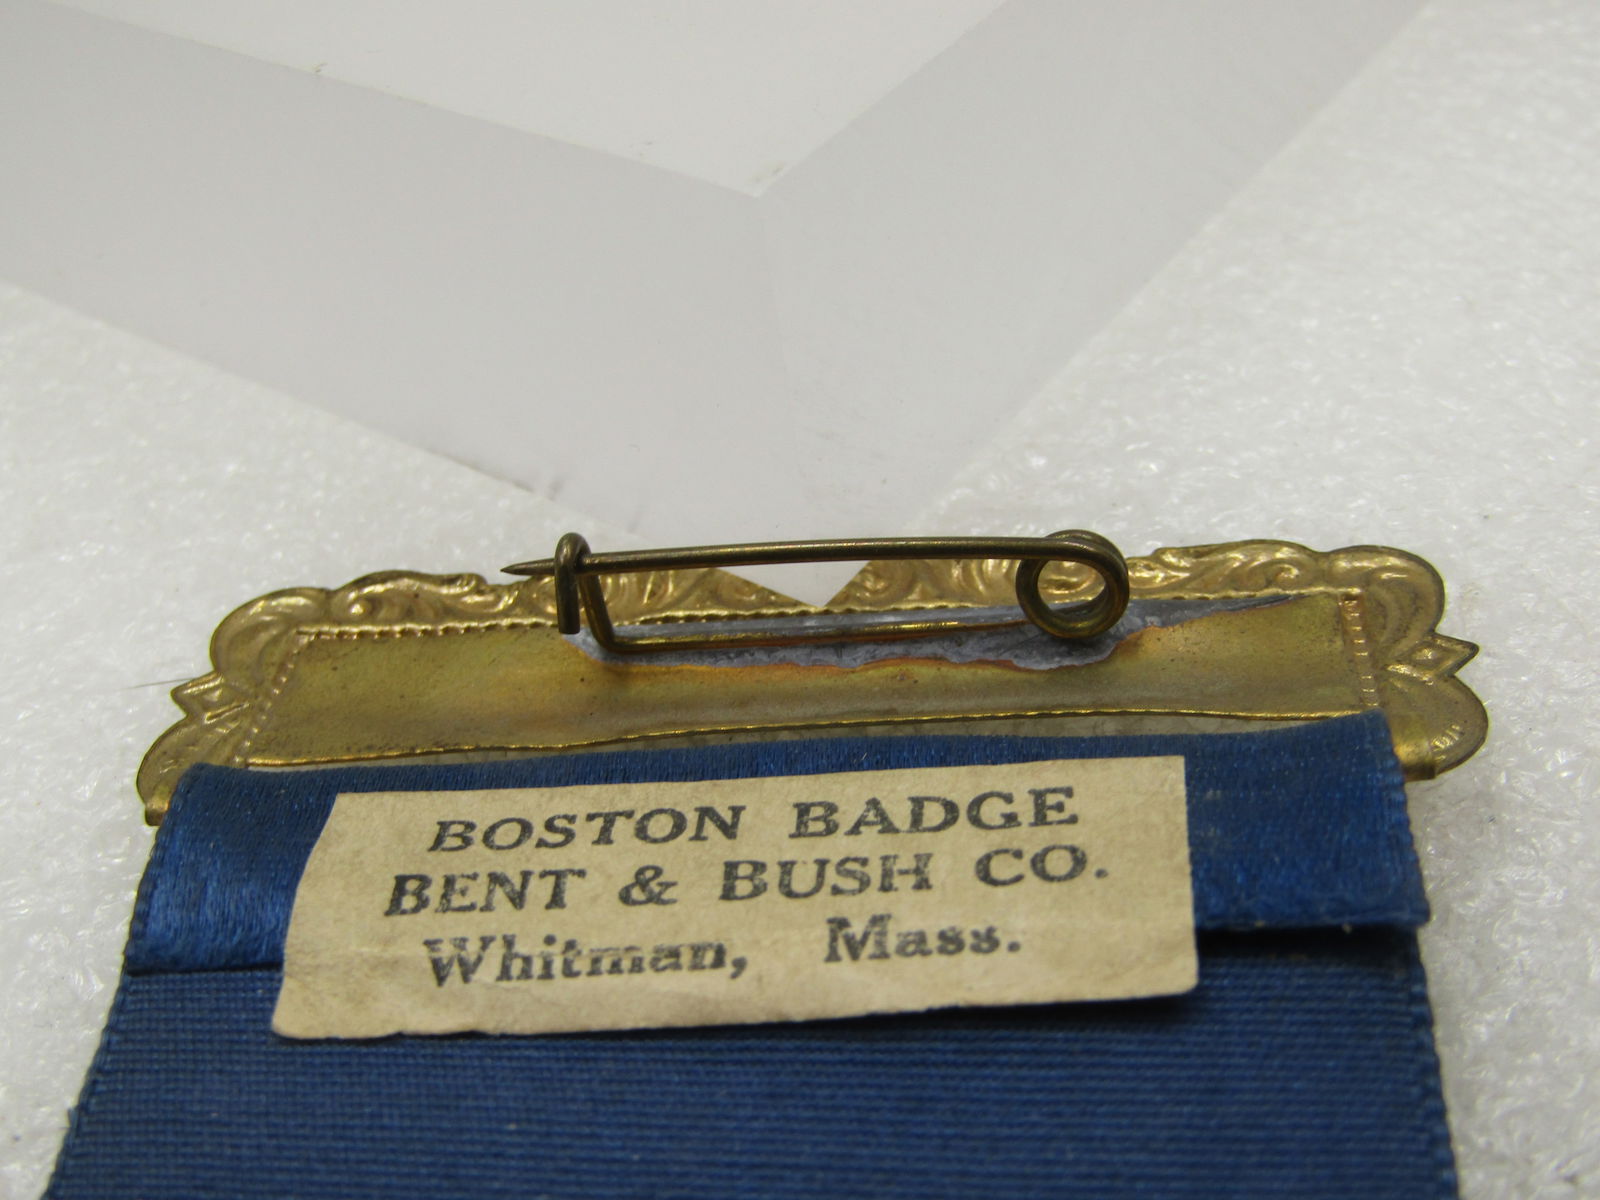 BOSTON BADGE
BENT & BUSH CO.
Whitman, Mass.